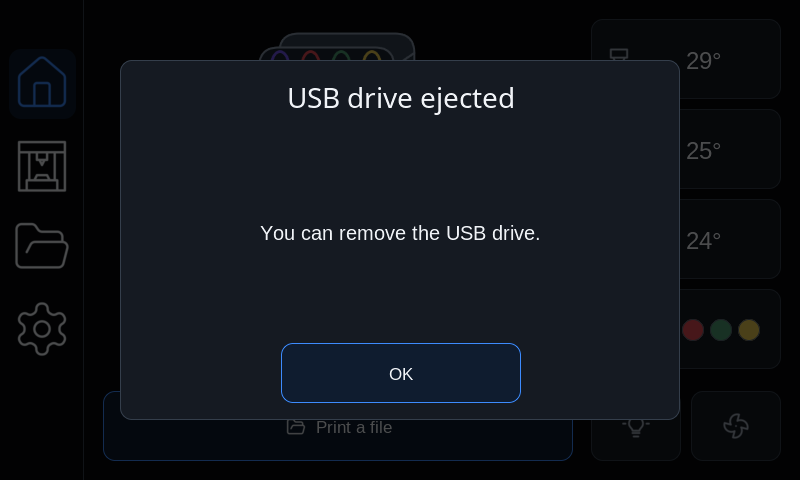 USB drive ejected
You can remove the USB drive.
OK
29°
25°
24°
Print a file